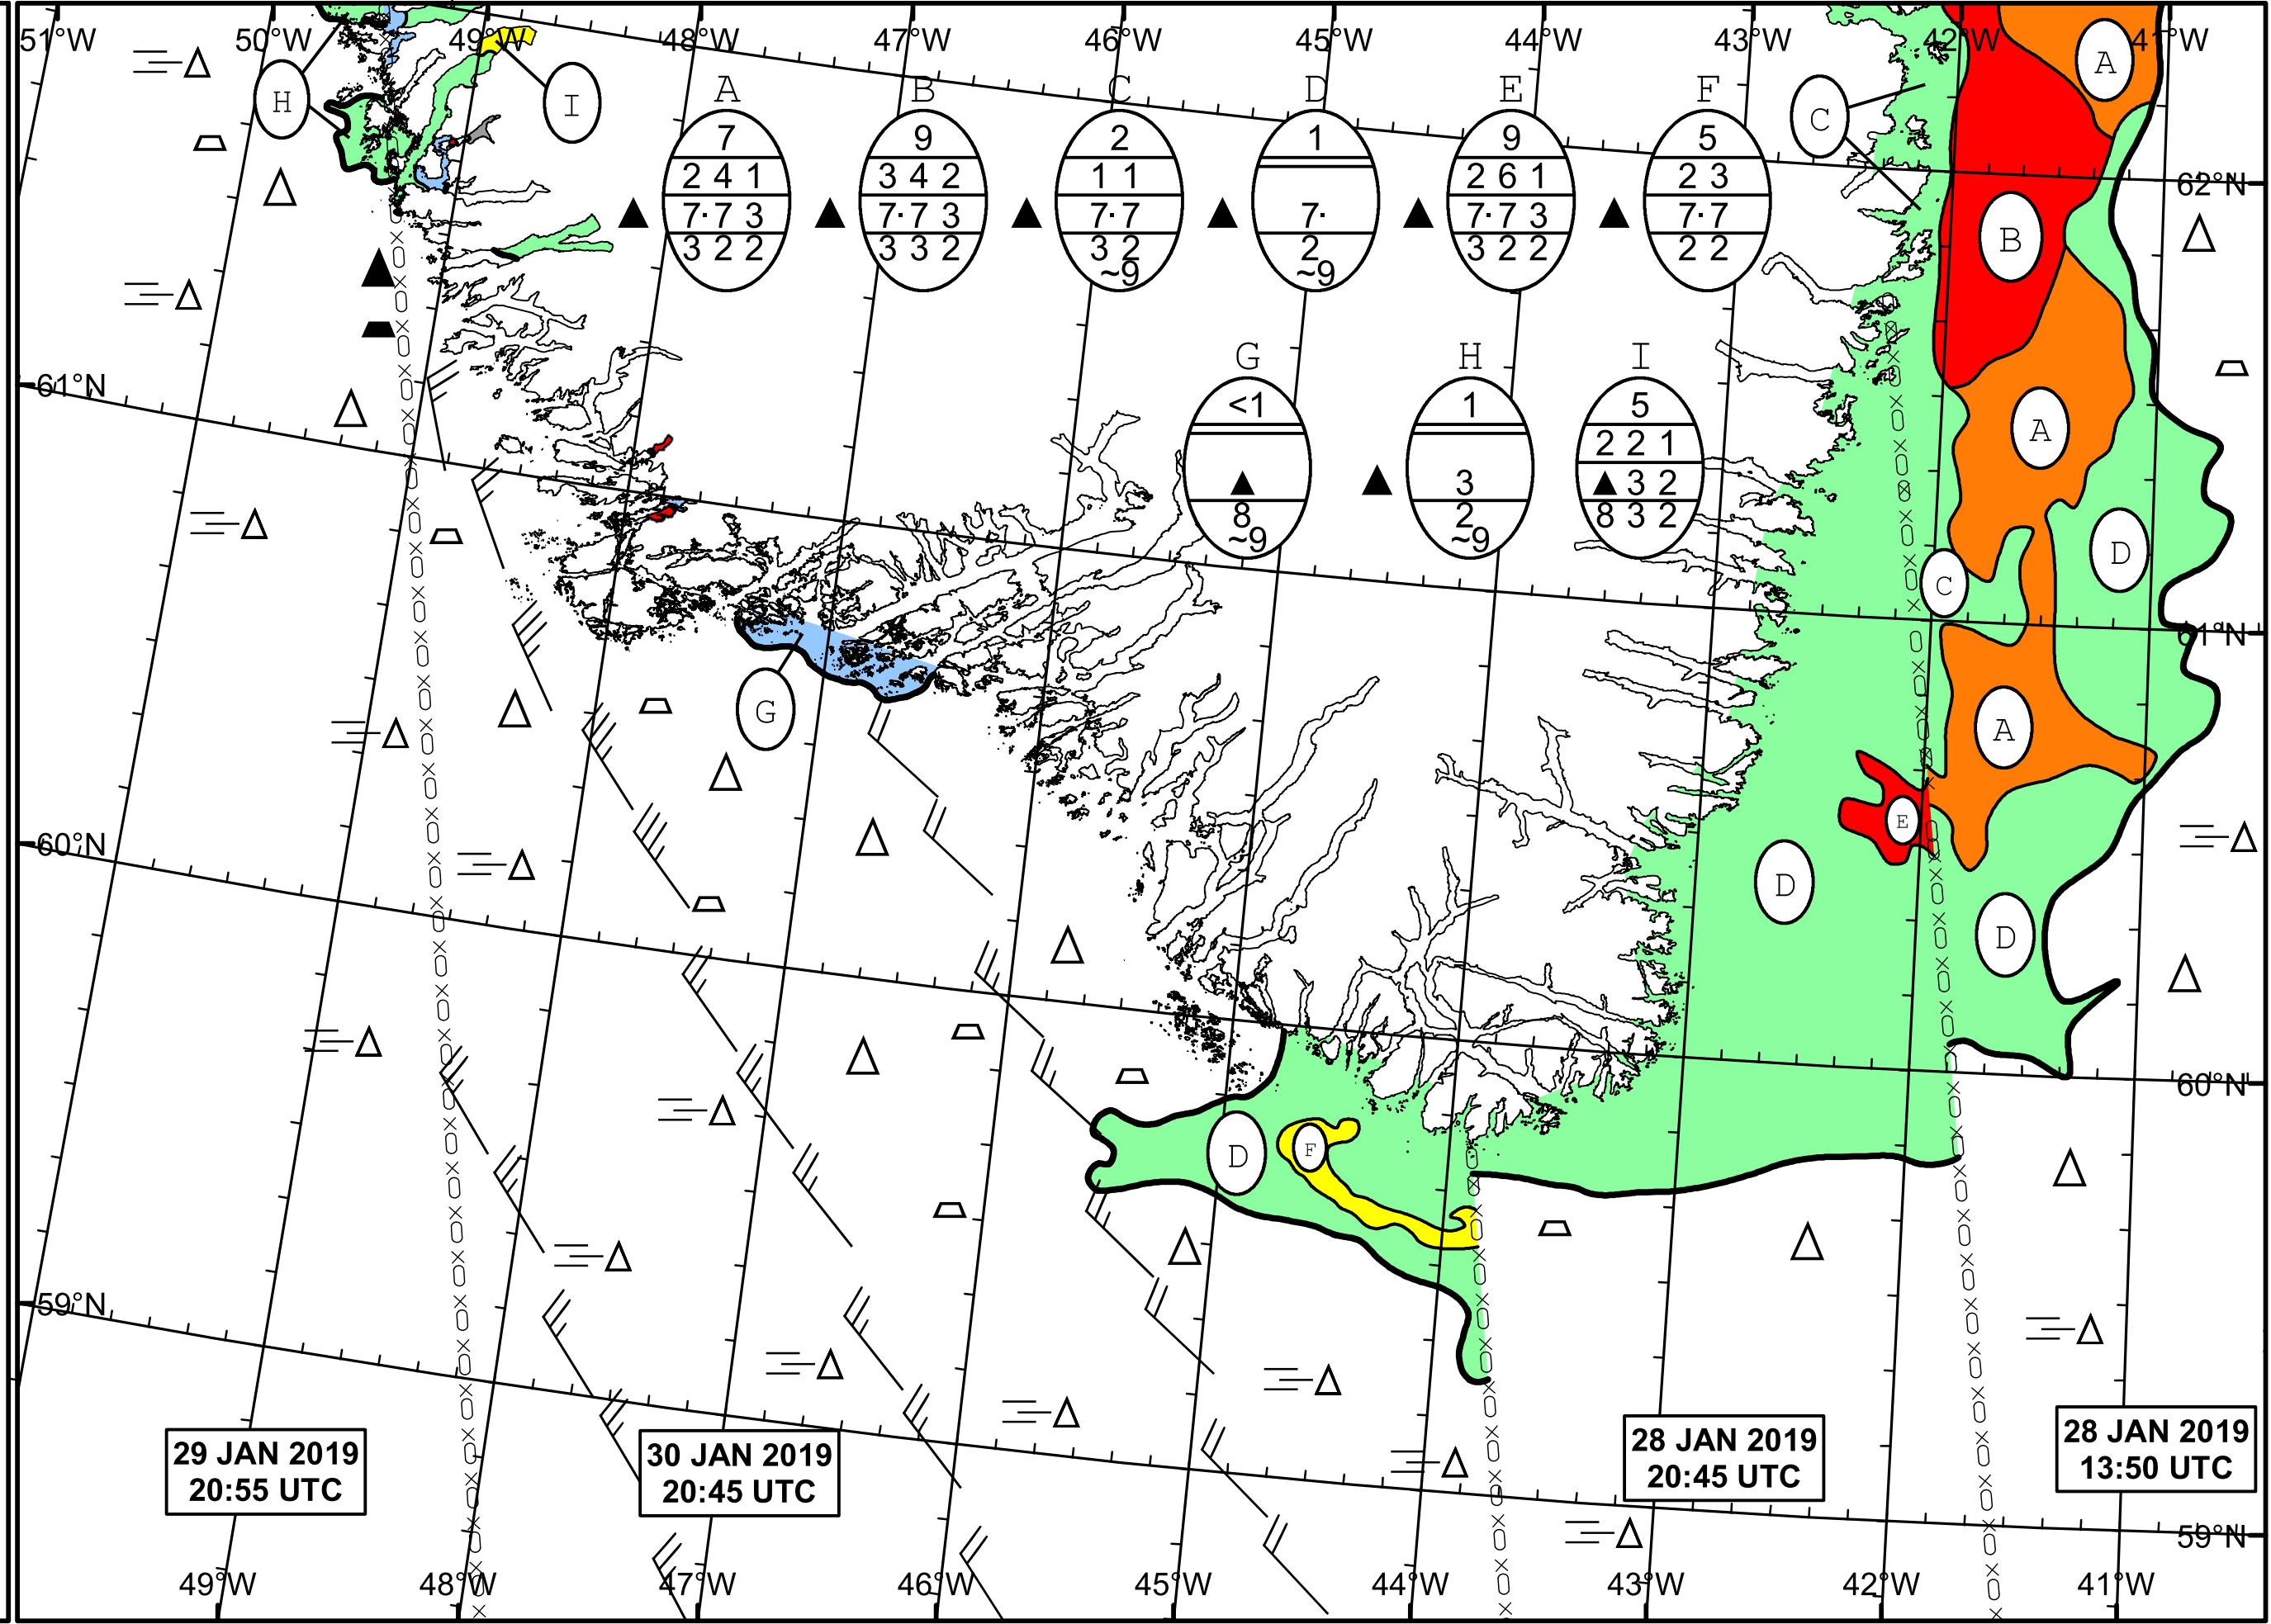 51°W 50°W 49°W 48°W 47°W 46°W 45°W 44°W 43°W 42°W 41°W
A
H I
A B C D E F
C
7 9 2 1 9 5
2 4 1 3 4 2 1 1 2 6 1 2 3
7·7 3 7·7 3 7·7 7· 7·7 3 7·7
3 2 2 3 3 2 3 2 2 3 2 2 2 2
~9 ~9
62°N
B
G H I
61°N
<1 1 5
2 2 1
3 3 2
8 2 8 3 2
~9 ~9
A
D
C
61°N
G
A
E
60°N
D
D
60°N
D F
59°N
28 JAN 2019
13:50 UTC
28 JAN 2019
20:45 UTC
29 JAN 2019
20:55 UTC
30 JAN 2019
20:45 UTC
59°N
49°W 48°W 47°W 46°W 45°W 44°W 43°W 42°W 41°W